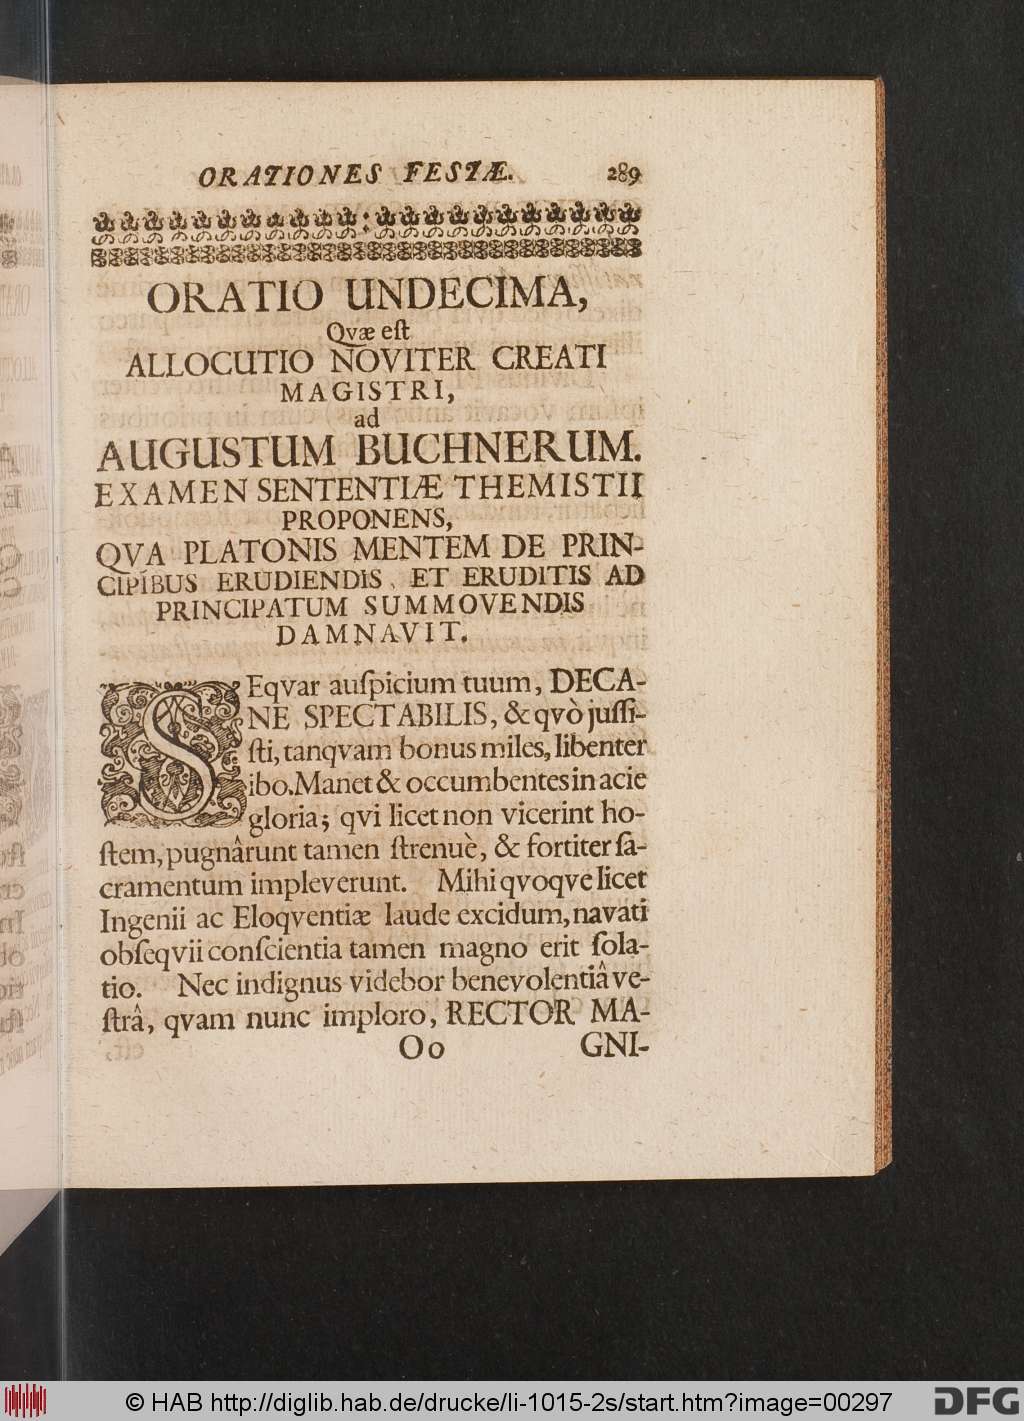 ORATIONES FESTÆ. 289
ORATIO UNDECIMA,
Qvæ eſt
ALLOCUTIO NOVITER CREATI
MAGISTRI,
ad
AUGUSTUM BUCHNERUM.
EXAMEN SENTENTIÆ THEMISTII
PROPONENS,
QVA PLATONIS MENTEM DE PRIN-
CIPIBUS ERUDIENDIS, ET ERUDITIS AD
PRINCIPATUM SUMMOVENDIS
DAMNAVIT.
SEqvar auſpicium tuum, DECA-
NE SPECTABILIS, & qvò juſſi-
ſti, tanqvam bonus miles, libenter
ibo. Manet & occumbentes in acie
gloria; qvi licet non vicerint ho-
ſtem, pugnârunt tamen ſtrenuè, & fortiter ſa-
cramentum impleverunt. Mihi qvoqve licet
Ingenii ac Eloqventiæ laude excidum, navati
obſeqvii conſcientia tamen magno erit ſola-
tio. Nec indignus videbor benevolentiâ ve-
ſtrâ, qvam nunc imploro, RECTOR MA-
Oo GNI-
© HAB http://diglib.hab.de/drucke/li-1015-2s/start.htm?image=00297
DFG